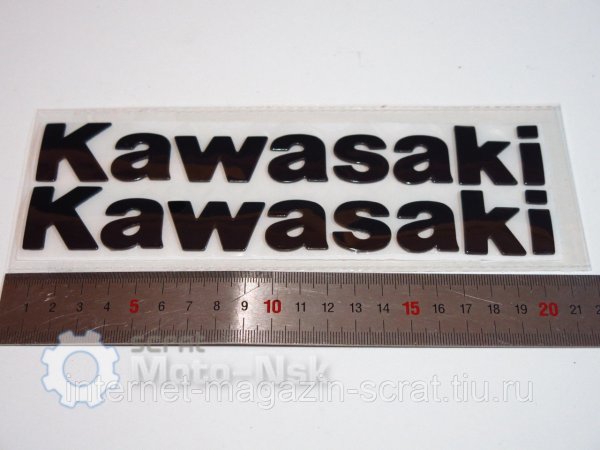 Kawasaki
Kawasaki
1 2 3 4 5 6 7 8 9 10 11 12 13 14 15 16 17 18 19 20 21
Moto-Nsk
internet-magazin-scrat.tiu.ru